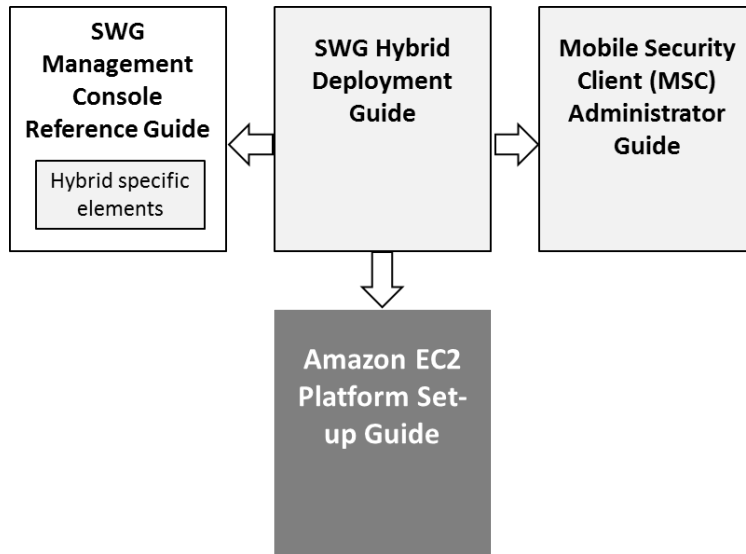 SWG
Management
Console
Reference Guide
Hybrid specific
elements
SWG Hybrid
Deployment
Guide
Mobile Security
Client (MSC)
Administrator
Guide
Amazon EC2
Platform Set-
up Guide